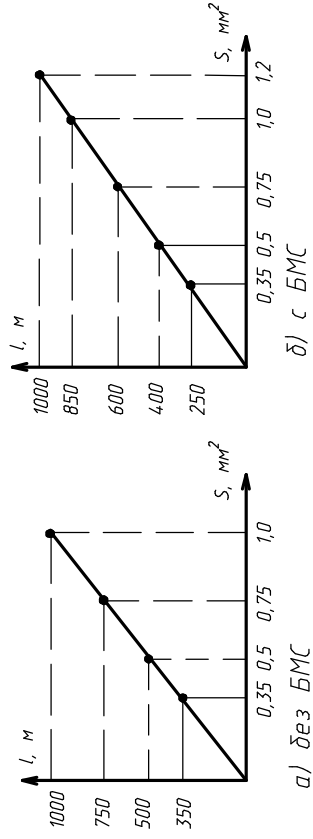 l, м
1000
750
500
350
0,35 0,5 0,75 1,0
S, мм²
а) без БМС
l, м
1000
850
600
400
250
0,35 0,5 0,75 1,0 1,2
S, мм²
б) с БМС